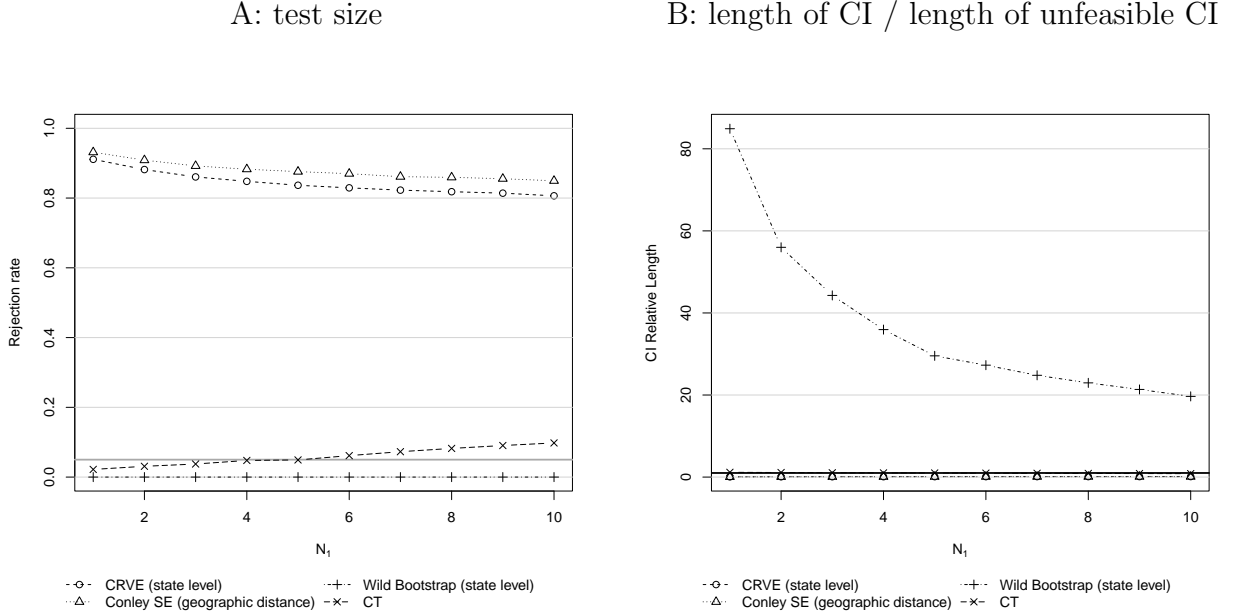 A: test size
B: length of CI / length of unfeasible CI
Rejection rate
0.0 0.2 0.4 0.6 0.8 1.0
2 4 6 8 10
N₁
CRVE (state level)
Conley SE (geographic distance)
Wild Bootstrap (state level)
CT
CI Relative Length
0 20 40 60 80
2 4 6 8 10
N₁
CRVE (state level)
Conley SE (geographic distance)
Wild Bootstrap (state level)
CT